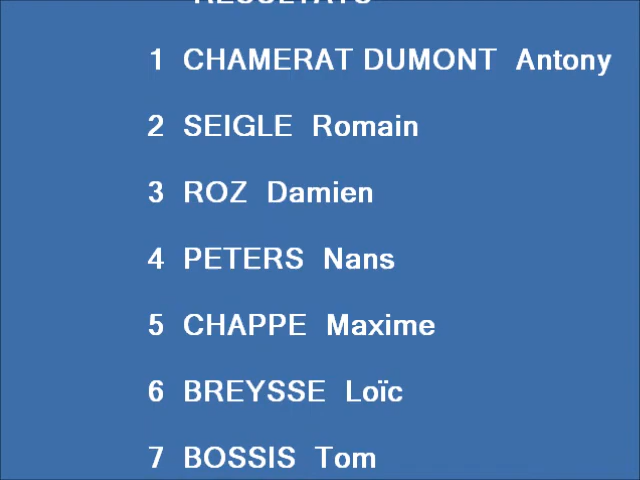 RESULTATS
1 CHAMERAT DUMONT Antony
2 SEIGLE Romain
3 ROZ Damien
4 PETERS Nans
5 CHAPPE Maxime
6 BREYSSE Loïc
7 BOSSIS Tom